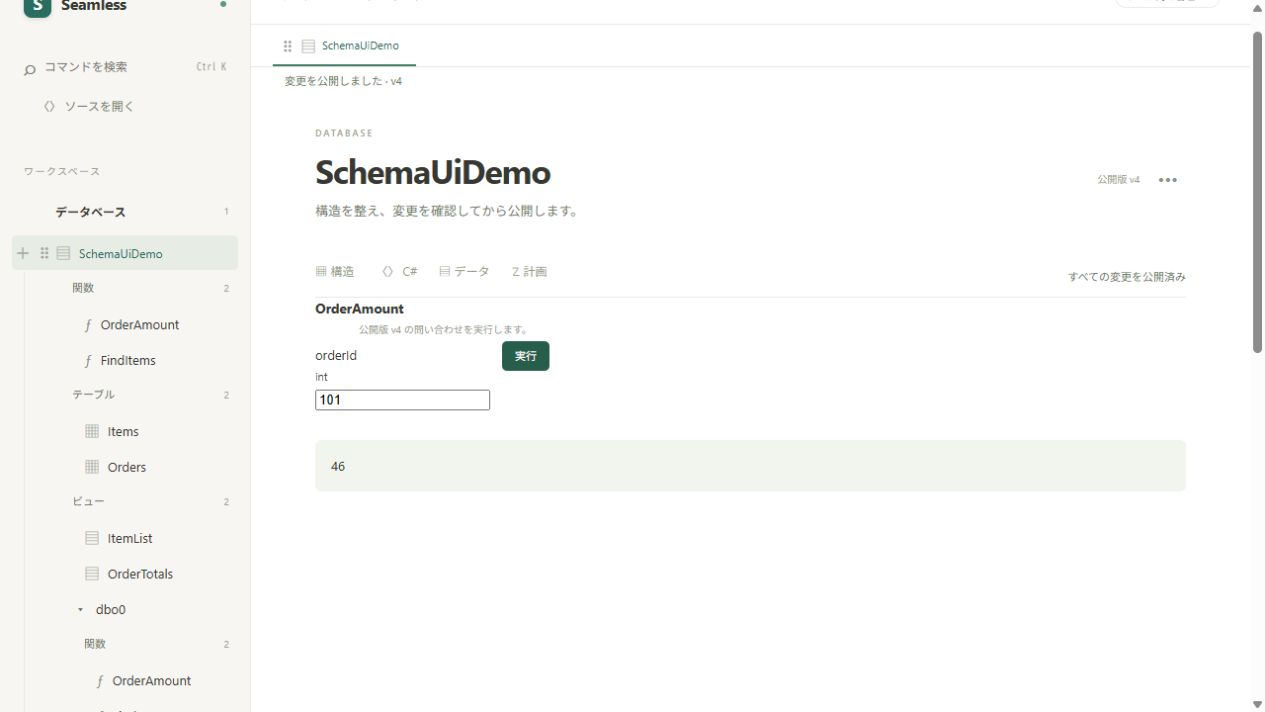 S Seamless
コマンドを検索 Ctrl K
ソースを開く
ワークスペース
データベース 1
SchemaUiDemo
関数 2
OrderAmount
FindItems
テーブル 2
Items
Orders
ビュー 2
ItemList
OrderTotals
dbo0
関数 2
OrderAmount
SchemaUiDemo
変更を公開しました · v4
DATABASE
SchemaUiDemo
公開版 v4
構造を整え、変更を確認してから公開します。
構造 C# データ Z 計画
すべての変更を公開済み
OrderAmount
公開版 v4 の問い合わせを実行します。
orderId
実行
int
101
46